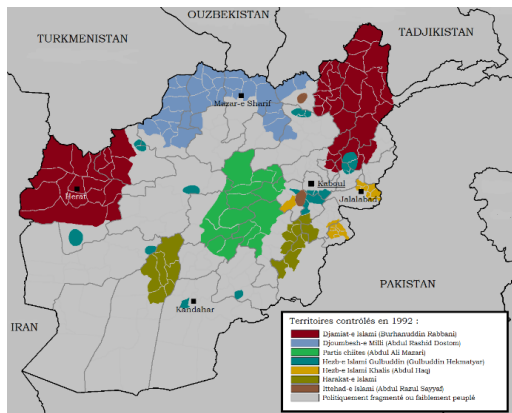 OUZBEKISTAN
TADJIKISTAN
TURKMENISTAN
Mazar-e Sharif
Kaboul
Herat
Jalalabad
PAKISTAN
Kandahar
IRAN
Territoires contrôlés en 1992 :
Djamiat-e Islami (Burhanuddin Rabbani)
Djoumbesh-e Milli (Abdul Rashid Dostom)
Partis chiites (Abdul Ali Mazari)
Hezb-e Islami Gulbuddin (Gulbuddin Hekmatyar)
Hezb-e Islami Khalis (Abdul Haq)
Harakat-e islami
Ittehad-e Islami (Abdul Razul Sayyaf)
Politiquement fragmenté ou faiblement peuplé